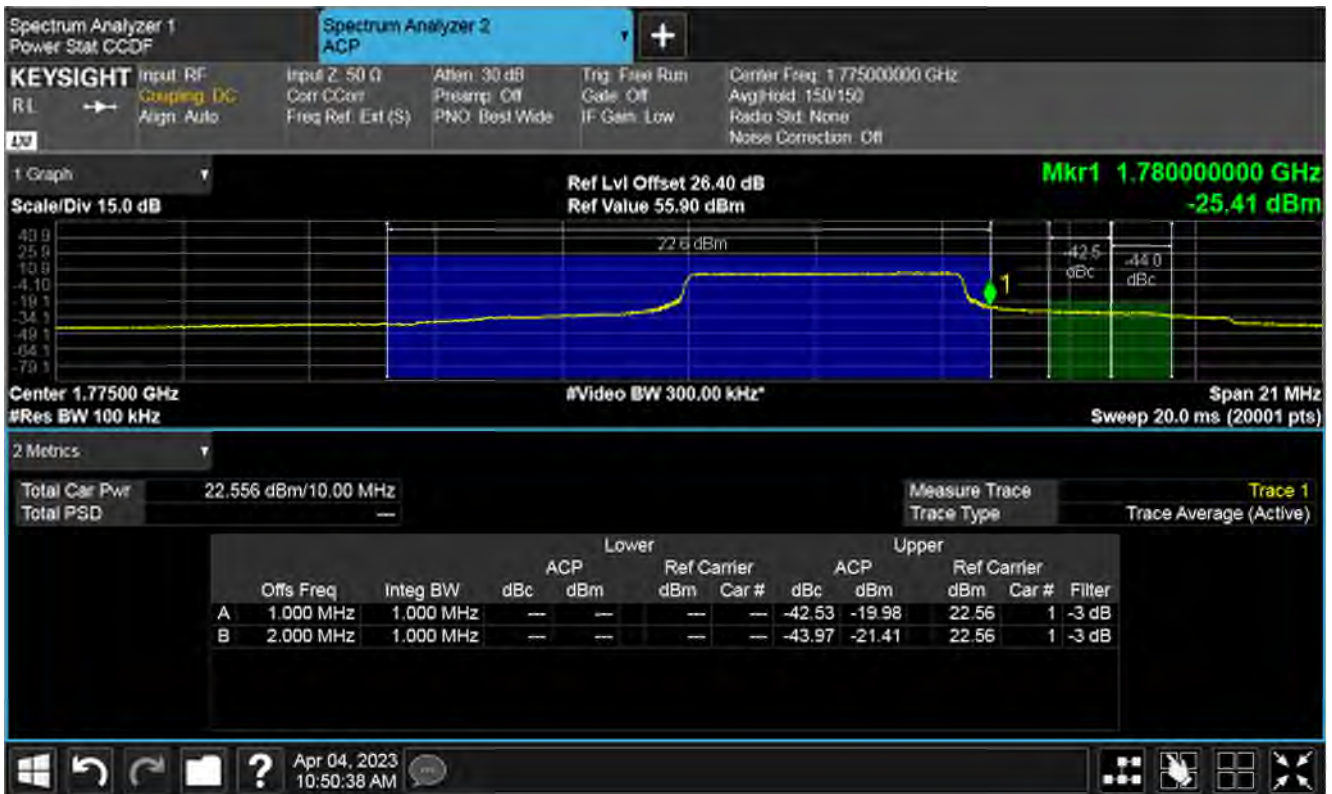 Spectrum Analyzer 1
Power Stat CCDF
Spectrum Analyzer 2
ACP
KEYSIGHT
RL
LXI
Input: RF
Coupling: DC
Align: Auto
Input Z: 50 Ω
Corr CCorr
Freq Ref: Ext (S)
Atten: 30 dB
Preamp: Off
PNO: Best Wide
Trig: Free Run
Gate: Off
IF Gain: Low
Center Freq: 1.775000000 GHz
Avg|Hold: 150/150
Radio Std: None
Noise Correction: Off
1 Graph
Scale/Div 15.0 dB
Ref Lvl Offset 26.40 dB
Ref Value 55.90 dBm
Mkr1 1.780000000 GHz
-25.41 dBm
40.9
25.9
10.9
-4.10
-19.1
-34.1
-49.1
-64.1
-79.1
22.6 dBm
1
-42.5
dBc
-44.0
dBc
Center 1.77500 GHz
#Res BW 100 kHz
#Video BW 300.00 kHz*
Span 21 MHz
Sweep 20.0 ms (20001 pts)
2 Metrics
Total Car Pwr 22.556 dBm/10.00 MHz
Total PSD ---
Measure Trace Trace 1
Trace Type Trace Average (Active)
Lower Upper
ACP Ref Carrier ACP Ref Carrier
Offs Freq Integ BW dBc dBm dBm Car # dBc dBm dBm Car # Filter
A 1.000 MHz 1.000 MHz --- --- --- --- -42.53 -19.98 22.56 1 -3 dB
B 2.000 MHz 1.000 MHz --- --- --- --- -43.97 -21.41 22.56 1 -3 dB
?
Apr 04, 2023
10:50:38 AM